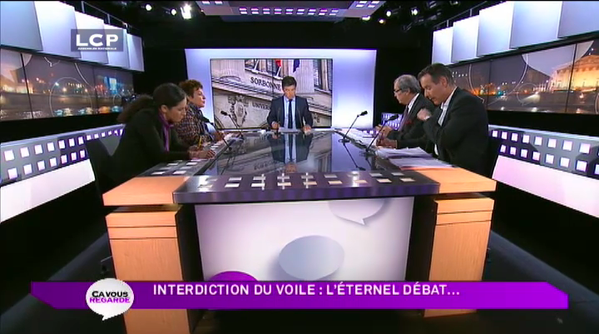 LCP
SORBONNE
ÇA VOUS
REGARDE
INTERDICTION DU VOILE : L'ÉTERNEL DÉBAT...